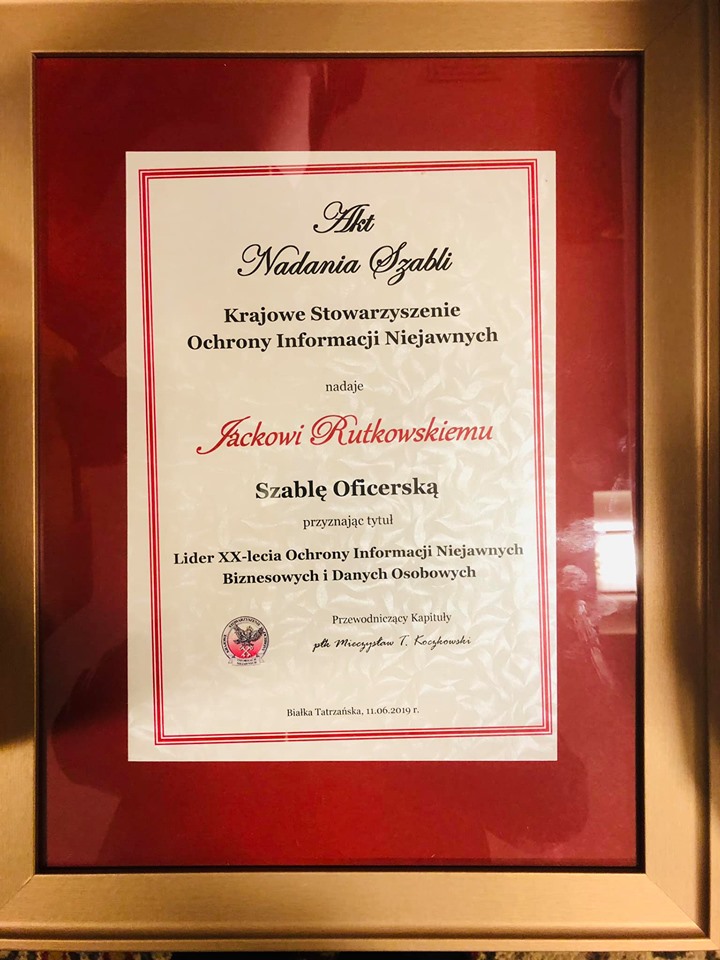 Akt
Nadania Szabli
Krajowe Stowarzyszenie
Ochrony Informacji Niejawnych
nadaje
Jackowi Rutkowskiemu
Szablę Oficerską
przyznając tytuł
Lider XX-lecia Ochrony Informacji Niejawnych
Biznesowych i Danych Osobowych
Przewodniczący Kapituły
płk Mieczysław T. Koczkowski
Białka Tatrzańska, 11.06.2019 r.